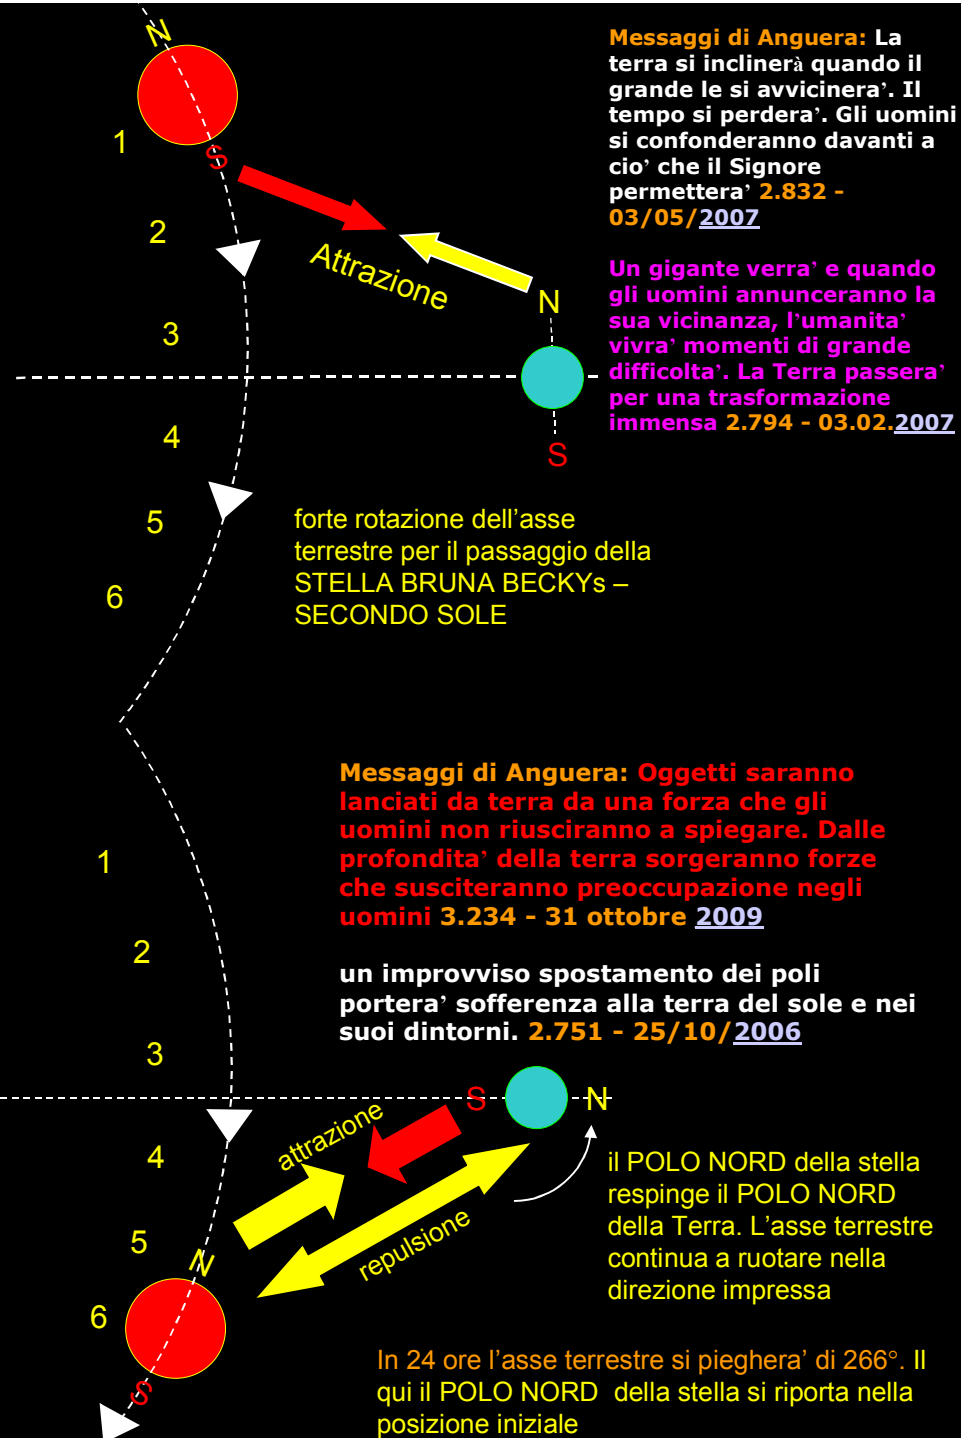 N
Messaggi di Anguera: La
terra si inclinerà quando il
grande le si avvicinera’. Il
tempo si perdera’. Gli uomini
si confonderanno davanti a
cio’ che il Signore
permettera’ 2.832 -
03/05/2007
1
S
2
Attrazione
N
Un gigante verra’ e quando
gli uomini annunceranno la
sua vicinanza, l’umanita’
vivra’ momenti di grande
difficolta’. La Terra passera’
per una trasformazione
immensa 2.794 - 03.02.2007
3
4
S
5
6
forte rotazione dell’asse
terrestre per il passaggio della
STELLA BRUNA BECKYs –
SECONDO SOLE
Messaggi di Anguera: Oggetti saranno
lanciati da terra da una forza che gli
uomini non riusciranno a spiegare. Dalle
profondita’ della terra sorgeranno forze
che susciteranno preoccupazione negli
uomini 3.234 - 31 ottobre 2009
1
2
un improvviso spostamento dei poli
portera’ sofferenza alla terra del sole e nei
suoi dintorni. 2.751 - 25/10/2006
3
S
N
attrazione
4
5
N
repulsione
il POLO NORD della stella
respinge il POLO NORD
della Terra. L’asse terrestre
continua a ruotare nella
direzione impressa
6
S
In 24 ore l’asse terrestre si pieghera’ di 266°. Il
qui il POLO NORD della stella si riporta nella
posizione iniziale